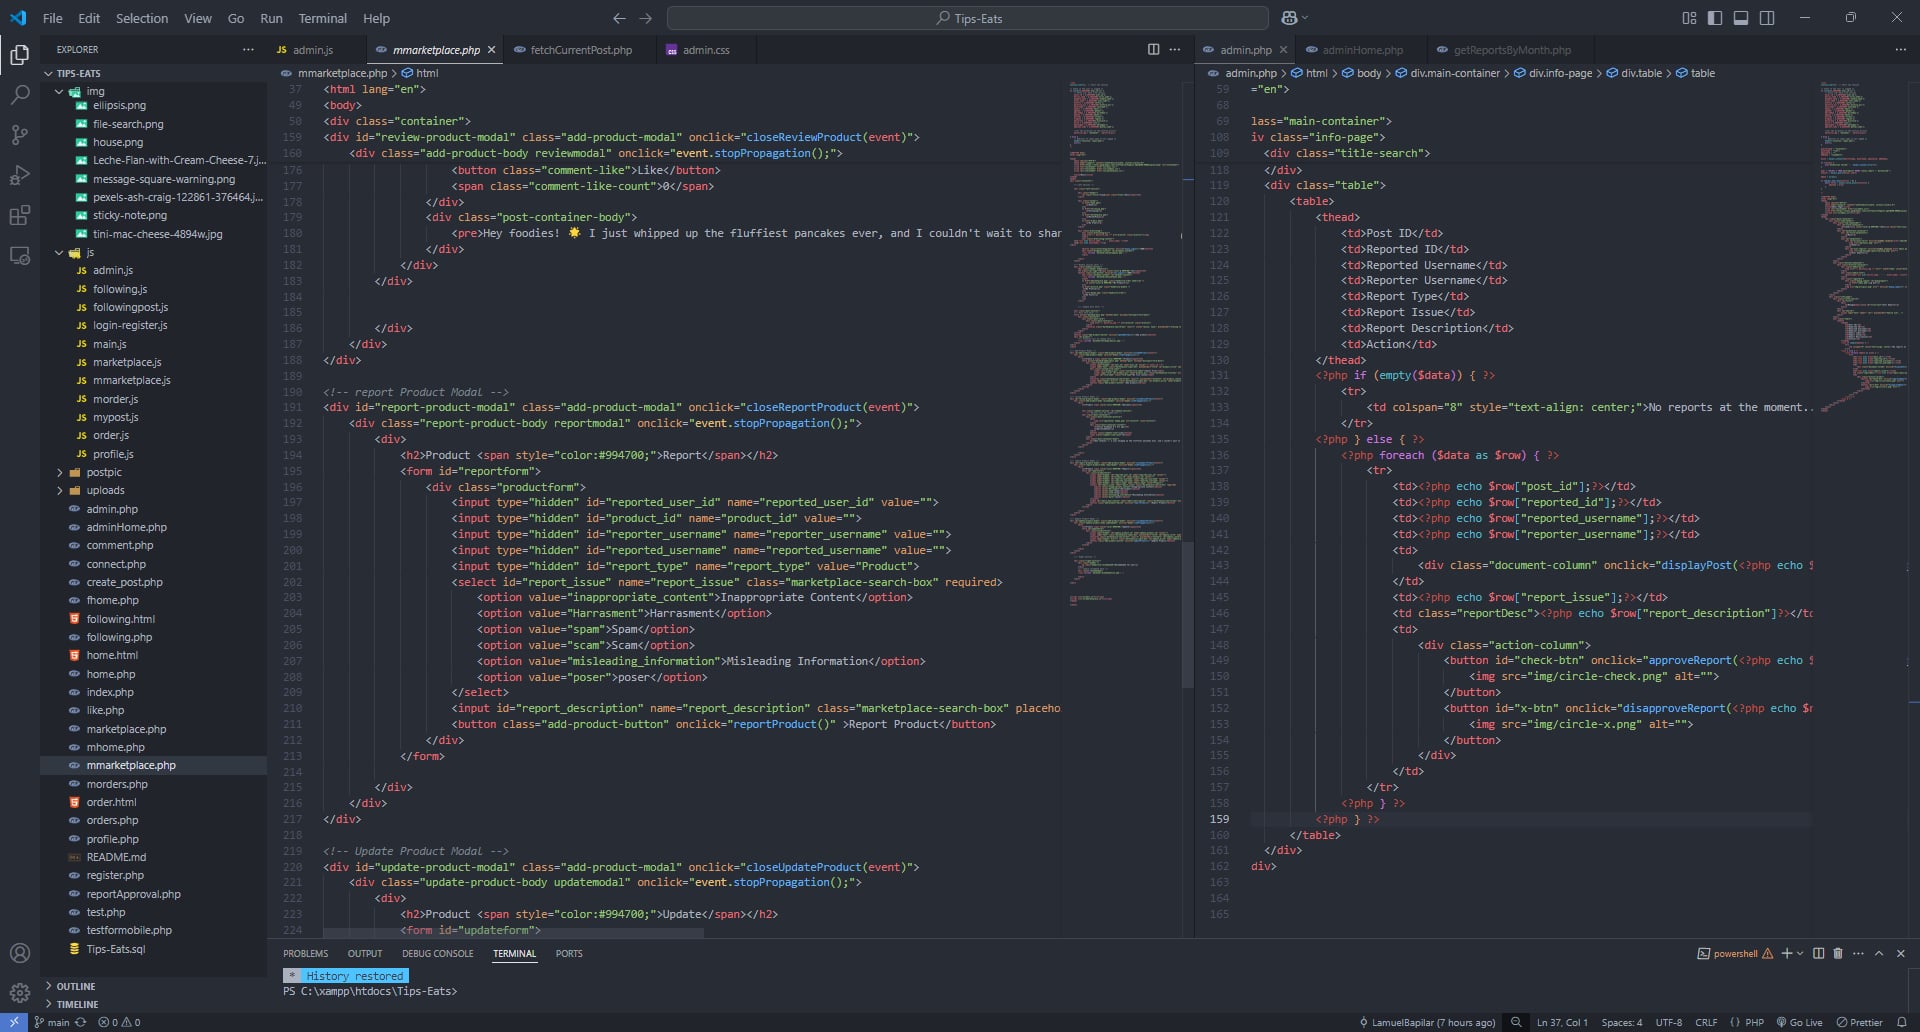 File Edit Selection View Go Run Terminal Help
Tips-Eats
EXPLORER
TIPS-EATS
img
ellipsis.png
file-search.png
house.png
Leche-Flan-with-Cream-Cheese-7.j...
message-square-warning.png
pexels-ash-craig-122861-376464.j...
sticky-note.png
tini-mac-cheese-4894w.jpg
js
JS admin.js
JS following.js
JS followingpost.js
JS login-register.js
JS main.js
JS marketplace.js
JS mmarketplace.js
JS morder.js
JS mypost.js
JS order.js
JS profile.js
postpic
uploads
admin.php
adminHome.php
comment.php
connect.php
create_post.php
fhome.php
following.html
following.php
home.html
home.php
index.php
like.php
marketplace.php
mhome.php
mmarketplace.php
morders.php
order.html
orders.php
profile.php
README.md
register.php
reportApproval.php
test.php
testformobile.php
Tips-Eats.sql
OUTLINE
TIMELINE
JS admin.js mmarketplace.php fetchCurrentPost.php admin.css
mmarketplace.php > html
37 <html lang="en">
49 <body>
50 <div class="container">
159 <div id="review-product-modal" class="add-product-modal" onclick="closeReviewProduct(event)">
160 <div class="add-product-body reviewmodal" onclick="event.stopPropagation();">
176 <button class="comment-like">Like</button>
177 <span class="comment-like-count">0</span>
178 </div>
179 <div class="post-container-body">
180 <pre>Hey foodies! 🌟 I just whipped up the fluffiest pancakes ever, and I couldn't wait to shar
181 </div>
182 </div>
183 </div>
184
185
186 </div>
187 </div>
188 </div>
189
190 <!-- report Product Modal -->
191 <div id="report-product-modal" class="add-product-modal" onclick="closeReportProduct(event)">
192 <div class="report-product-body reportmodal" onclick="event.stopPropagation();">
193 <div>
194 <h2>Product <span style="color:#994700;">Report</span></h2>
195 <form id="reportform">
196 <div class="productform">
197 <input type="hidden" id="reported_user_id" name="reported_user_id" value="">
198 <input type="hidden" id="product_id" name="product_id" value="">
199 <input type="hidden" id="reporter_username" name="reporter_username" value="">
200 <input type="hidden" id="reported_username" name="reported_username" value="">
201 <input type="hidden" id="report_type" name="report_type" value="Product">
202 <select id="report_issue" name="report_issue" class="marketplace-search-box" required>
203 <option value="inappropriate_content">Inappropriate Content</option>
204 <option value="Harrasment">Harrasment</option>
205 <option value="spam">Spam</option>
206 <option value="scam">Scam</option>
207 <option value="misleading_information">Misleading Information</option>
208 <option value="poser">poser</option>
209 </select>
210 <input id="report_description" name="report_description" class="marketplace-search-box" placeho
211 <button class="add-product-button" onclick="reportProduct()" >Report Product</button>
212 </div>
213 </form>
214
215 </div>
216 </div>
217 </div>
218
219 <!-- Update Product Modal -->
220 <div id="update-product-modal" class="add-product-modal" onclick="closeUpdateProduct(event)">
221 <div class="update-product-body updatemodal" onclick="event.stopPropagation();">
222 <div>
223 <h2>Product <span style="color:#994700;">Update</span></h2>
224 <form id="updateform">
admin.php adminHome.php getReportsByMonth.php
admin.php > html > body > div.main-container > div.info-page > div.table > table
59 ="en">
68
69 lass="main-container">
108 iv class="info-page">
109 <div class="title-search">
118 </div>
119 <div class="table">
120 <table>
121 <thead>
122 <td>Post ID</td>
123 <td>Reported ID</td>
124 <td>Reported Username</td>
125 <td>Reporter Username</td>
126 <td>Report Type</td>
127 <td>Report Issue</td>
128 <td>Report Description</td>
129 <td>Action</td>
130 </thead>
131 <?php if (empty($data)) { ?>
132 <tr>
133 <td colspan="8" style="text-align: center;">No reports at the moment..
134 </tr>
135 <?php } else { ?>
136 <?php foreach ($data as $row) { ?>
137 <tr>
138 <td><?php echo $row["post_id"];?></td>
139 <td><?php echo $row["reported_id"];?></td>
140 <td><?php echo $row["reported_username"];?></td>
141 <td><?php echo $row["reporter_username"];?></td>
142 <td>
143 <div class="document-column" onclick="displayPost(<?php echo $
144 </td>
145 <td><?php echo $row["report_issue"];?></td>
146 <td class="reportDesc"><?php echo $row["report_description"]?></td
147 <td>
148 <div class="action-column">
149 <button id="check-btn" onclick="approveReport(<?php echo $
150 <img src="img/circle-check.png" alt="">
151 </button>
152 <button id="x-btn" onclick="disapproveReport(<?php echo $r
153 <img src="img/circle-x.png" alt="">
154 </button>
155 </div>
156 </td>
157 </tr>
158 <?php } ?>
159 <?php } ?>
160 </table>
161 </div>
162 div>
163
164
165
PROBLEMS OUTPUT DEBUG CONSOLE TERMINAL PORTS
powershell
* History restored
PS C:\xampp\htdocs\Tips-Eats>
main 0 0
LamuelBapilar (7 hours ago) Ln 37, Col 1 Spaces: 4 UTF-8 CRLF {} PHP Go Live Prettier